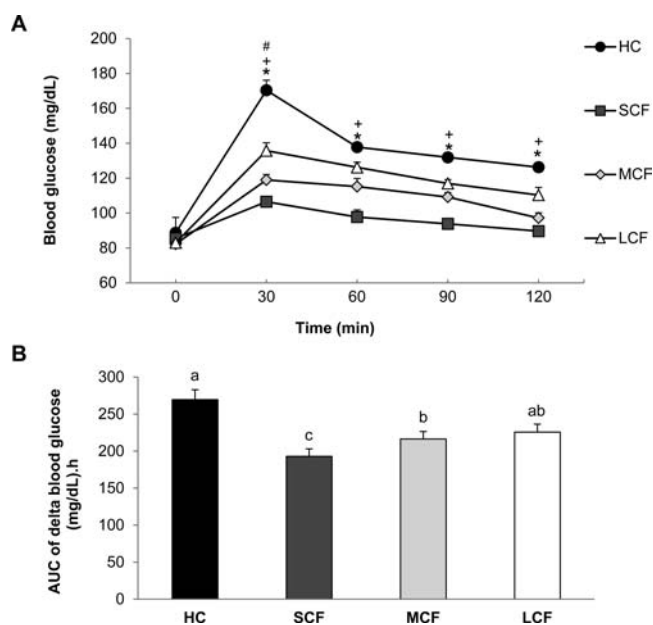 A
Blood glucose (mg/dL)
200
180
160
140
120
100
80
60
#
+
*
+
*
+
*
+
*
0 30 60 90 120
Time (min)
HC
SCF
MCF
LCF
B
AUC of delta blood glucose
(mg/dL).h
300
250
200
150
100
50
0
a
c
b
ab
HC SCF MCF LCF